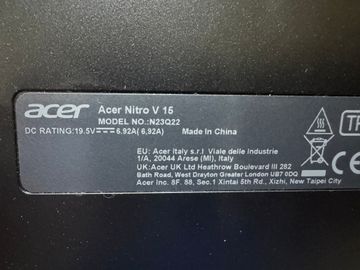 acer Acer Nitro V 15
MODEL NO.:N23Q22
DC RATING:19.5V⎓6.92A( 6,92A) Made in China
EU: Acer Italy s.r.l Viale delle Industrie
1/A, 20044 Arese (MI), Italy
UK:Acer UK Ltd Heathrow Boulevard III 282
Bath Road, West Drayton Greater London UB7 0DQ
Acer Inc. 8F, 88, Sec.1 Xintai 5th Rd., Xizhi, New Taipei City